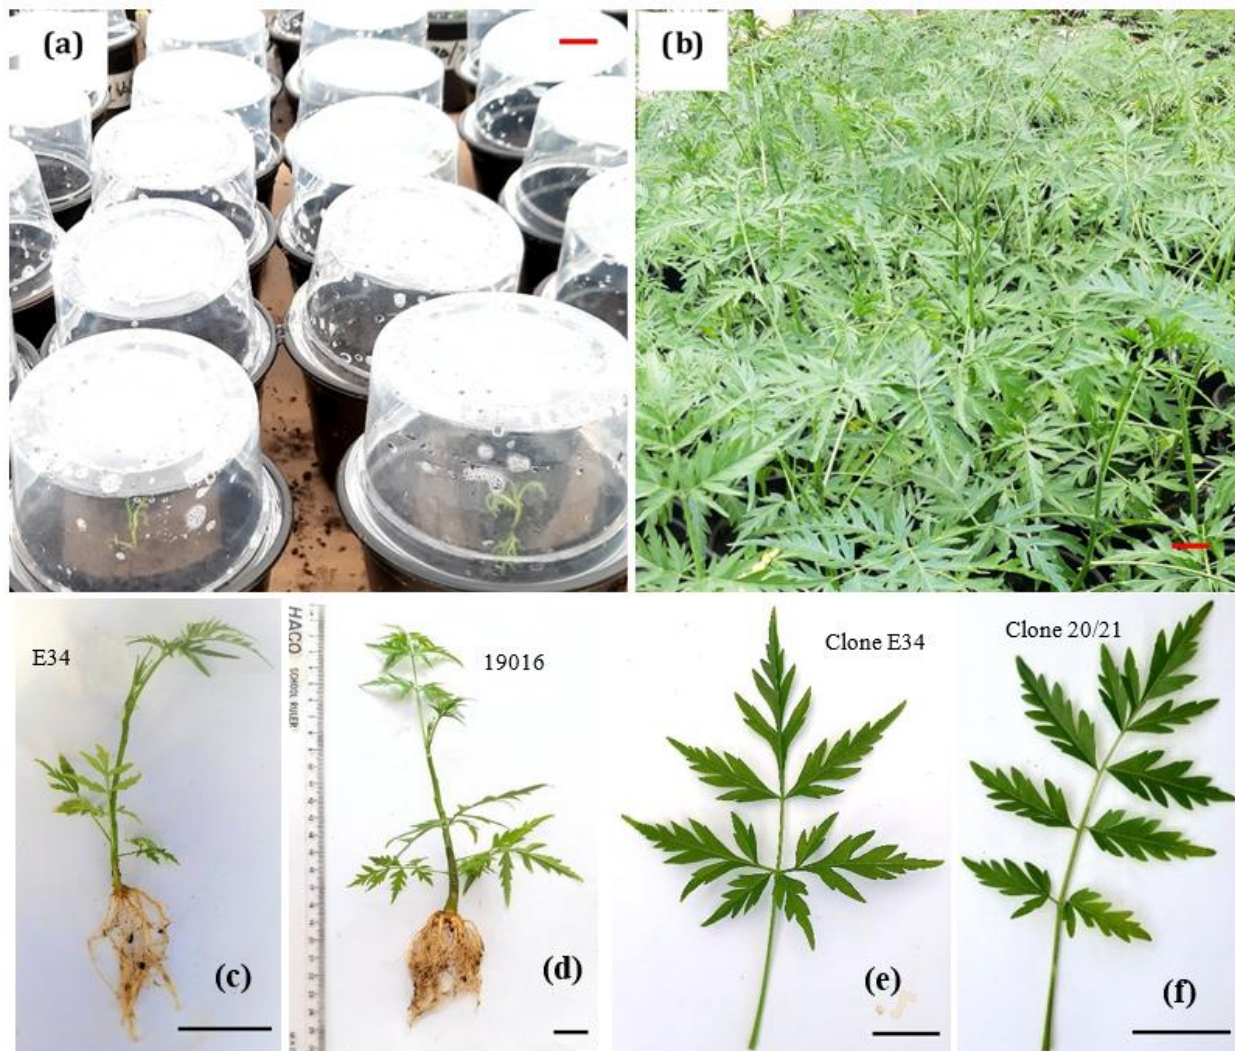 (a)
(b)
E34
HACO SCHOOL RULER
19016
Clone E34
Clone 20/21
(c)
(d)
(e)
(f)